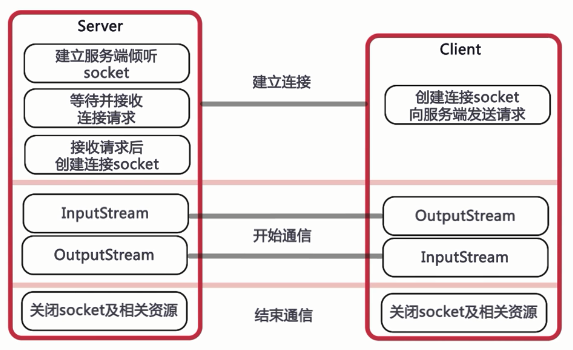 Server
建立服务端倾听
socket
等待并接收
连接请求
接收请求后
创建连接socket
建立连接
Client
创建连接socket
向服务端发送请求
InputStream
OutputStream
开始通信
OutputStream
InputStream
关闭socket及相关资源
结束通信
关闭socket及相关资源